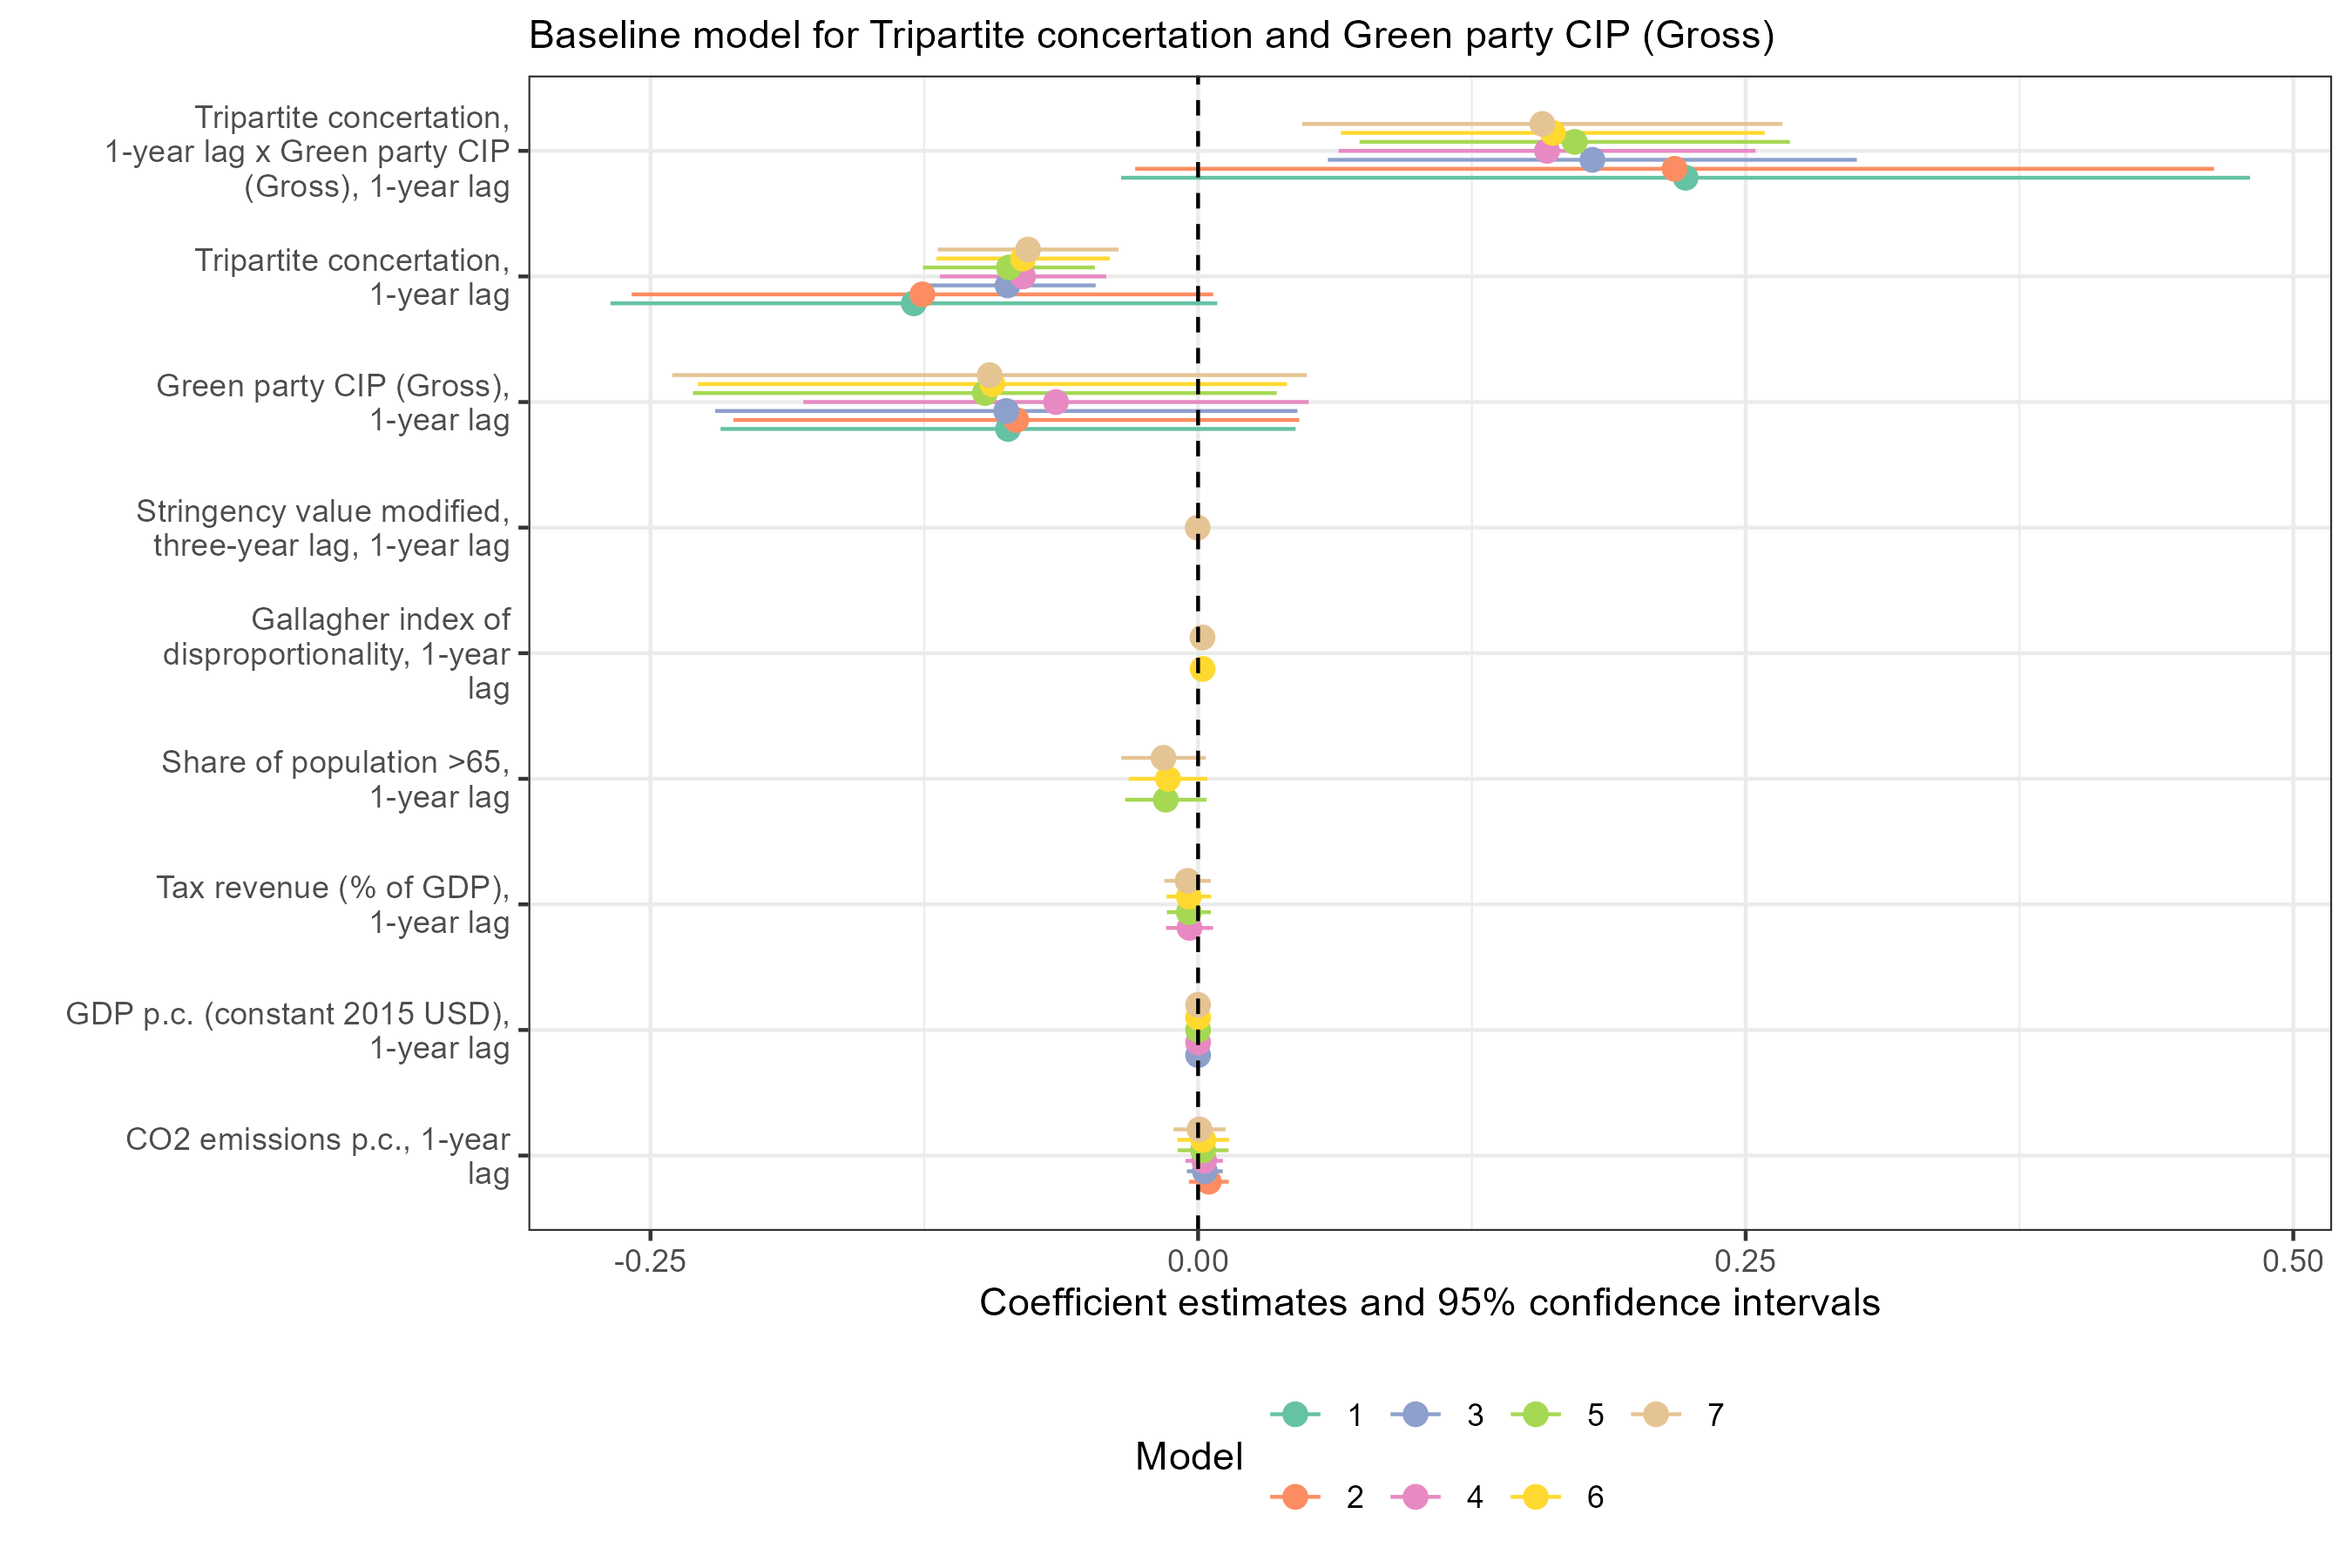 Baseline model for Tripartite concertation and Green party CIP (Gross)
Tripartite concertation,
1-year lag x Green party CIP
(Gross), 1-year lag
Tripartite concertation,
1-year lag
Green party CIP (Gross),
1-year lag
Stringency value modified,
three-year lag, 1-year lag
Gallagher index of
disproportionality, 1-year
lag
Share of population >65,
1-year lag
Tax revenue (% of GDP),
1-year lag
GDP p.c. (constant 2015 USD),
1-year lag
CO2 emissions p.c., 1-year
lag
-0.25 0.00 0.25 0.50
Coefficient estimates and 95% confidence intervals
1 3 5 7
Model
2 4 6